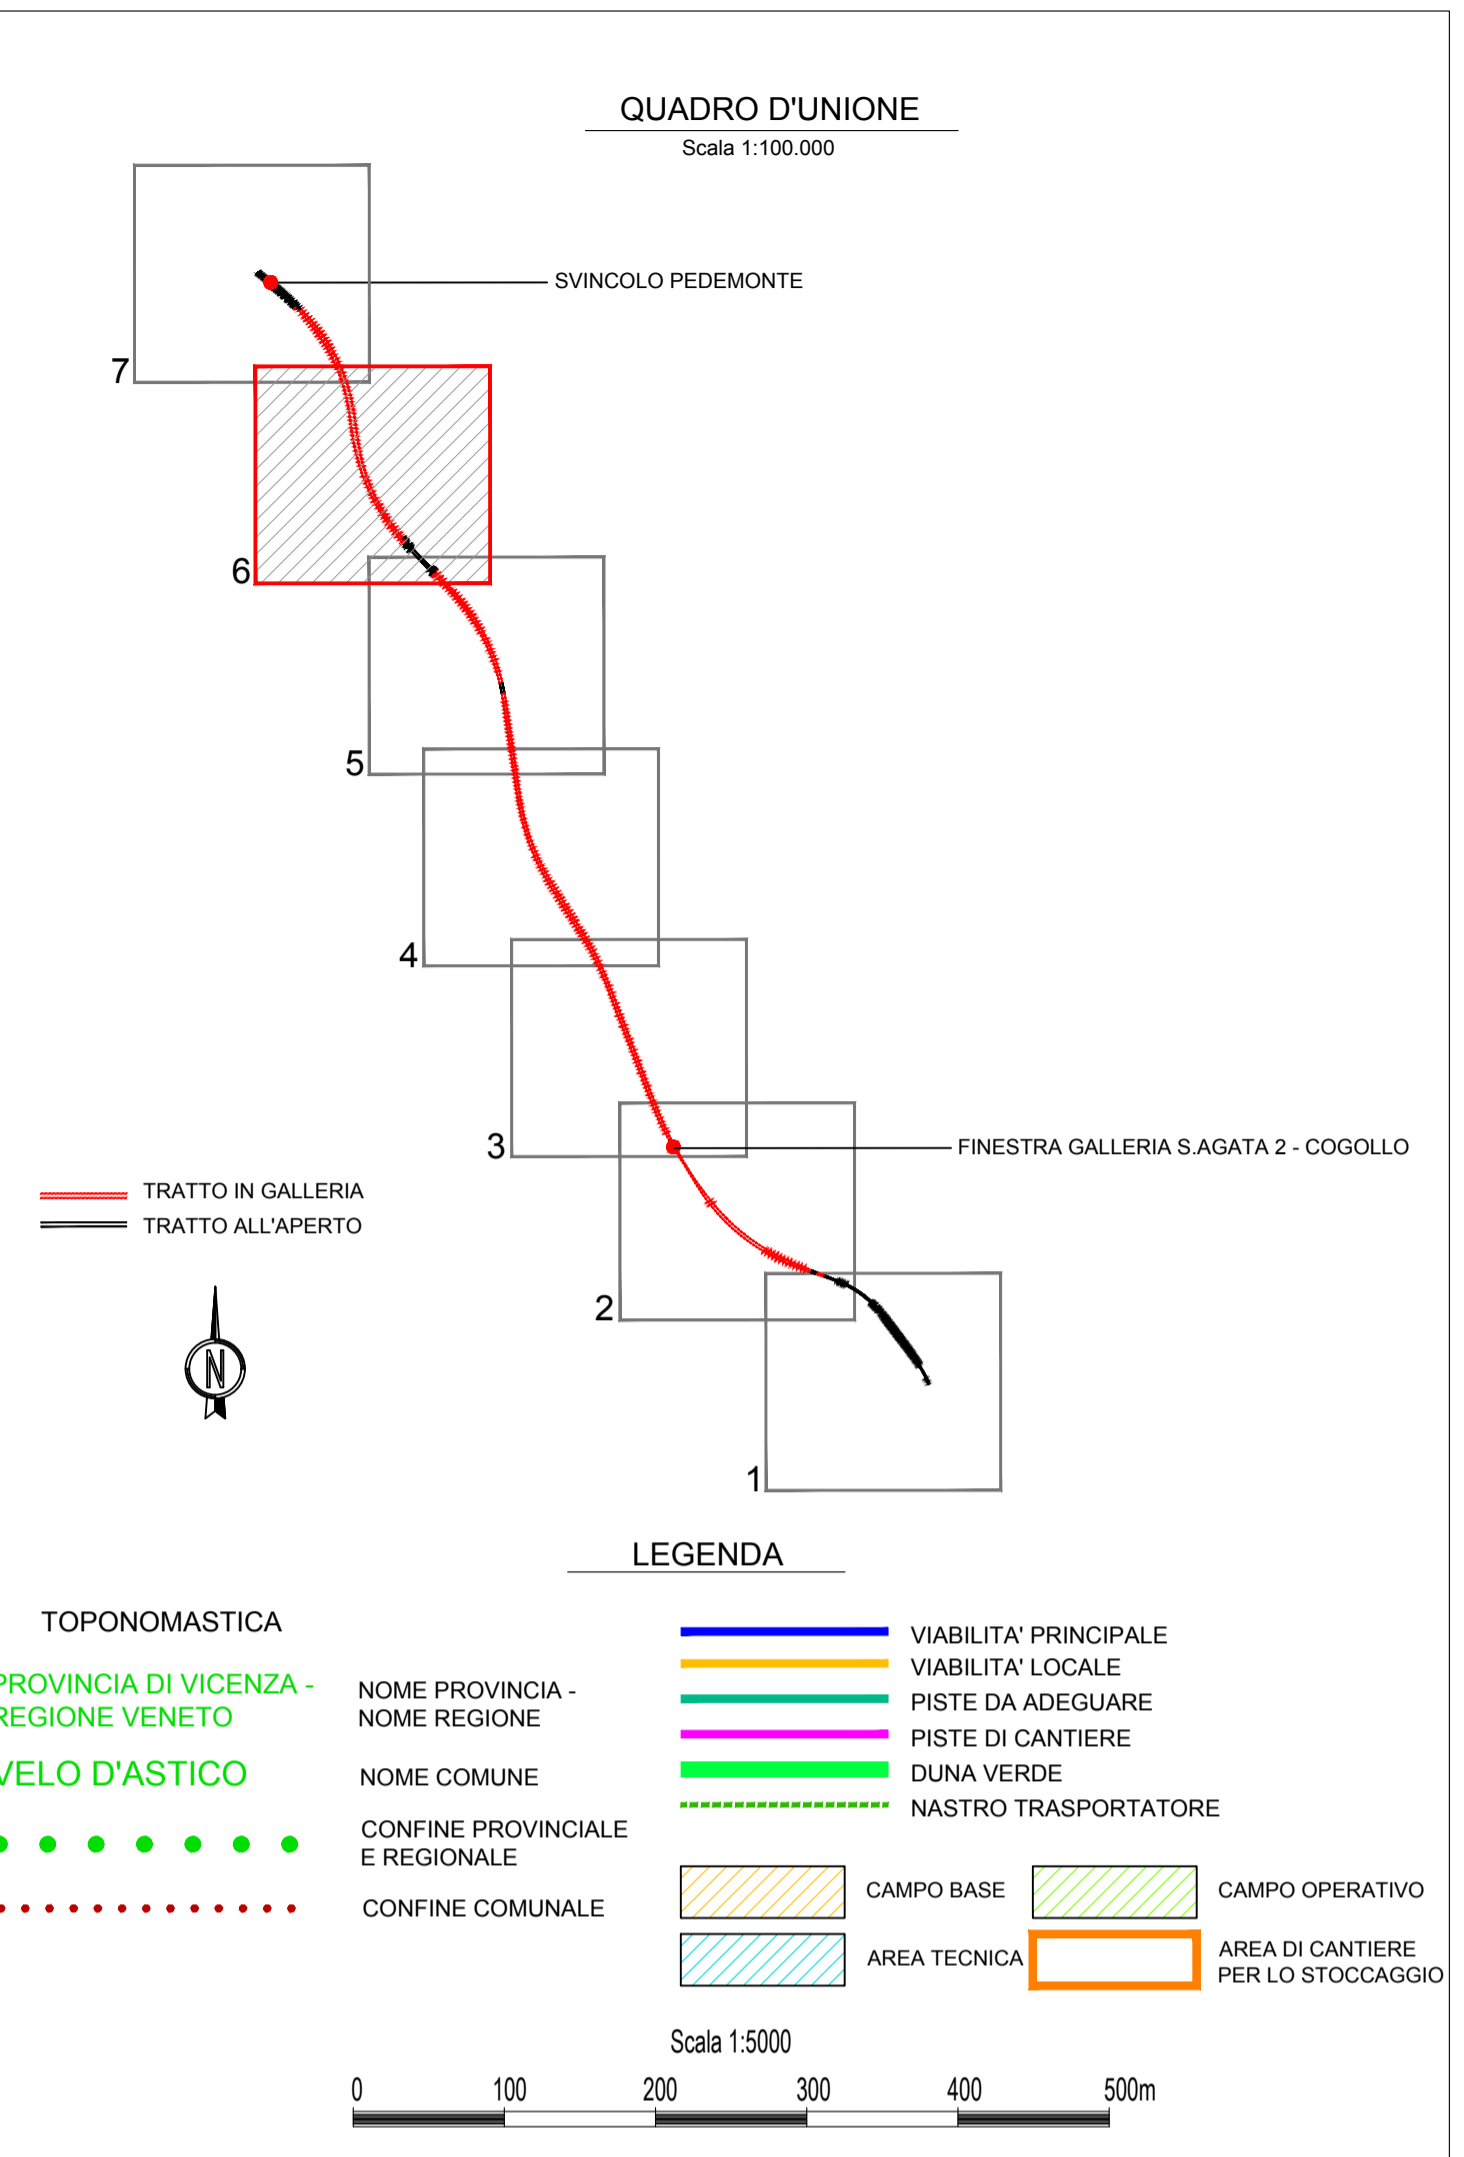 QUADRO D'UNIONE
Scala 1:100.000
SVINCOLO PEDEMONTE
7
6
5
4
3
FINESTRA GALLERIA S.AGATA 2 - COGOLLO
TRATTO IN GALLERIA
TRATTO ALL'APERTO
2
N
1
LEGENDA
TOPONOMASTICA
PROVINCIA DI VICENZA -
REGIONE VENETO
NOME PROVINCIA -
NOME REGIONE
VELO D'ASTICO
NOME COMUNE
CONFINE PROVINCIALE
E REGIONALE
CONFINE COMUNALE
VIABILITA' PRINCIPALE
VIABILITA' LOCALE
PISTE DA ADEGUARE
PISTE DI CANTIERE
DUNA VERDE
NASTRO TRASPORTATORE
CAMPO BASE
CAMPO OPERATIVO
AREA TECNICA
AREA DI CANTIERE
PER LO STOCCAGGIO
Scala 1:5000
0 100 200 300 400 500m